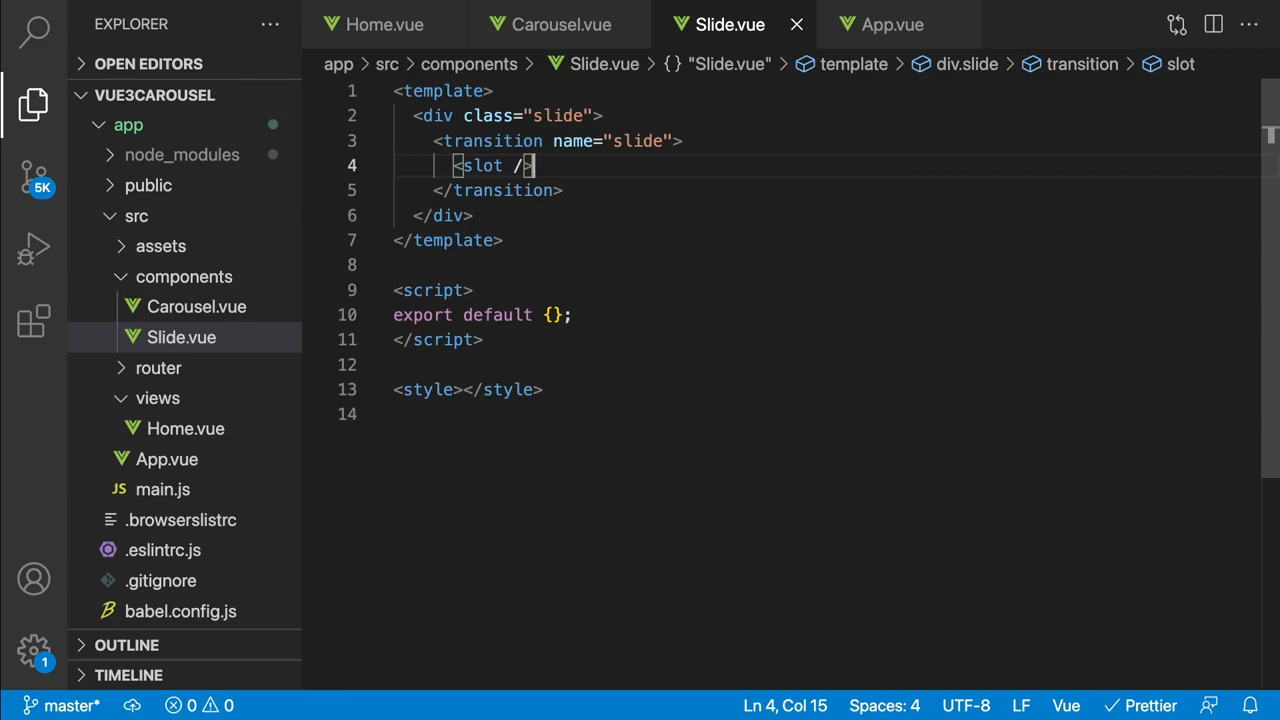 EXPLORER ···
OPEN EDITORS
VUE3CAROUSEL
app
node_modules
public
src
assets
components
Carousel.vue
Slide.vue
router
views
Home.vue
App.vue
JS main.js
.browserslistrc
.eslintrc.js
.gitignore
babel.config.js
OUTLINE
TIMELINE
5K
1
Home.vue Carousel.vue Slide.vue App.vue
app > src > components > Slide.vue > {} "Slide.vue" > template > div.slide > transition > slot
1 <template>
2 <div class="slide">
3 <transition name="slide">
4 <slot />
5 </transition>
6 </div>
7 </template>
8
9 <script>
10 export default {};
11 </script>
12
13 <style></style>
14
master* 0 0 Ln 4, Col 15 Spaces: 4 UTF-8 LF Vue Prettier